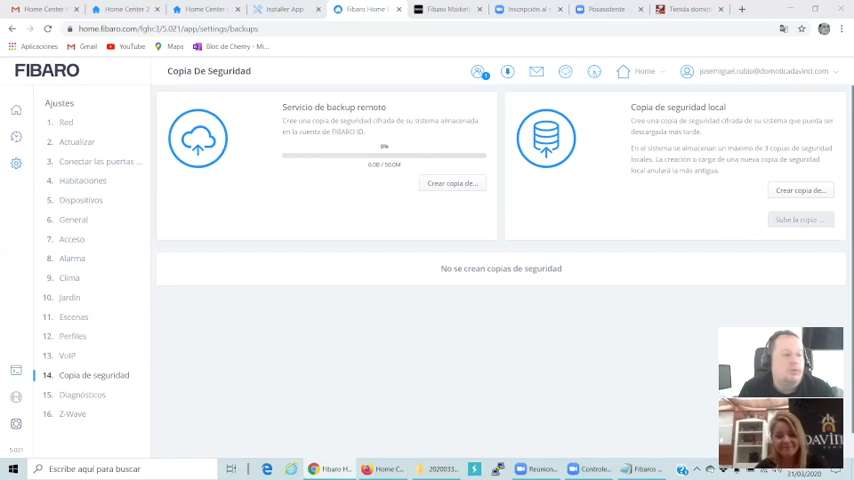 Home Center H
Home Center 2
Home Center
Installer App
Fibaro Home C
Fibaro Market
Inscripción al s
Posasistente -
Tienda domot
home.fibaro.com/fghc3/5.021/app/settings/backups
Aplicaciones
Gmail
YouTube
Maps
Bloc de Cherry - Mi...
FIBARO
Copia De Seguridad
1
Home
josemiguel.rubio@domoticadavinci.com
Ajustes
1. Red
2. Actualizar
3. Conectar las puertas ...
4. Habitaciones
5. Dispositivos
6. General
7. Acceso
8. Alarma
9. Clima
10. Jardín
11. Escenas
12. Perfiles
13. VoIP
14. Copia de seguridad
15. Diagnósticos
16. Z-Wave
5.021
Servicio de backup remoto
Cree una copia de seguridad cifrada de su sistema almacenada
en la cuenta de FIBARO ID.
0%
0.0B / 50.0M
Crear copia de...
Copia de seguridad local
Cree una copia de seguridad cifrada de su sistema que pueda ser
descargada más tarde.
En el sistema se almacenan un máximo de 3 copias de seguridad
locales. La creación o carga de una nueva copia de seguridad
local anulará la más antigua.
Crear copia de...
Sube la copia ...
No se crean copias de seguridad
Escribe aquí para buscar
Fibaro H...
Home C...
2020033...
Reunion...
Controle...
Fibaros ...
31/03/2020